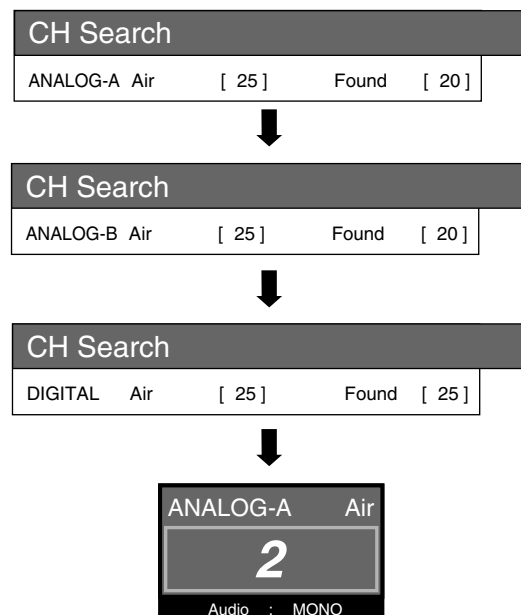 CH Search
ANALOG-A Air [ 25 ] Found [ 20 ]
CH Search
ANALOG-B Air [ 25 ] Found [ 20 ]
CH Search
DIGITAL Air [ 25 ] Found [ 25 ]
ANALOG-A Air
2
Audio : MONO